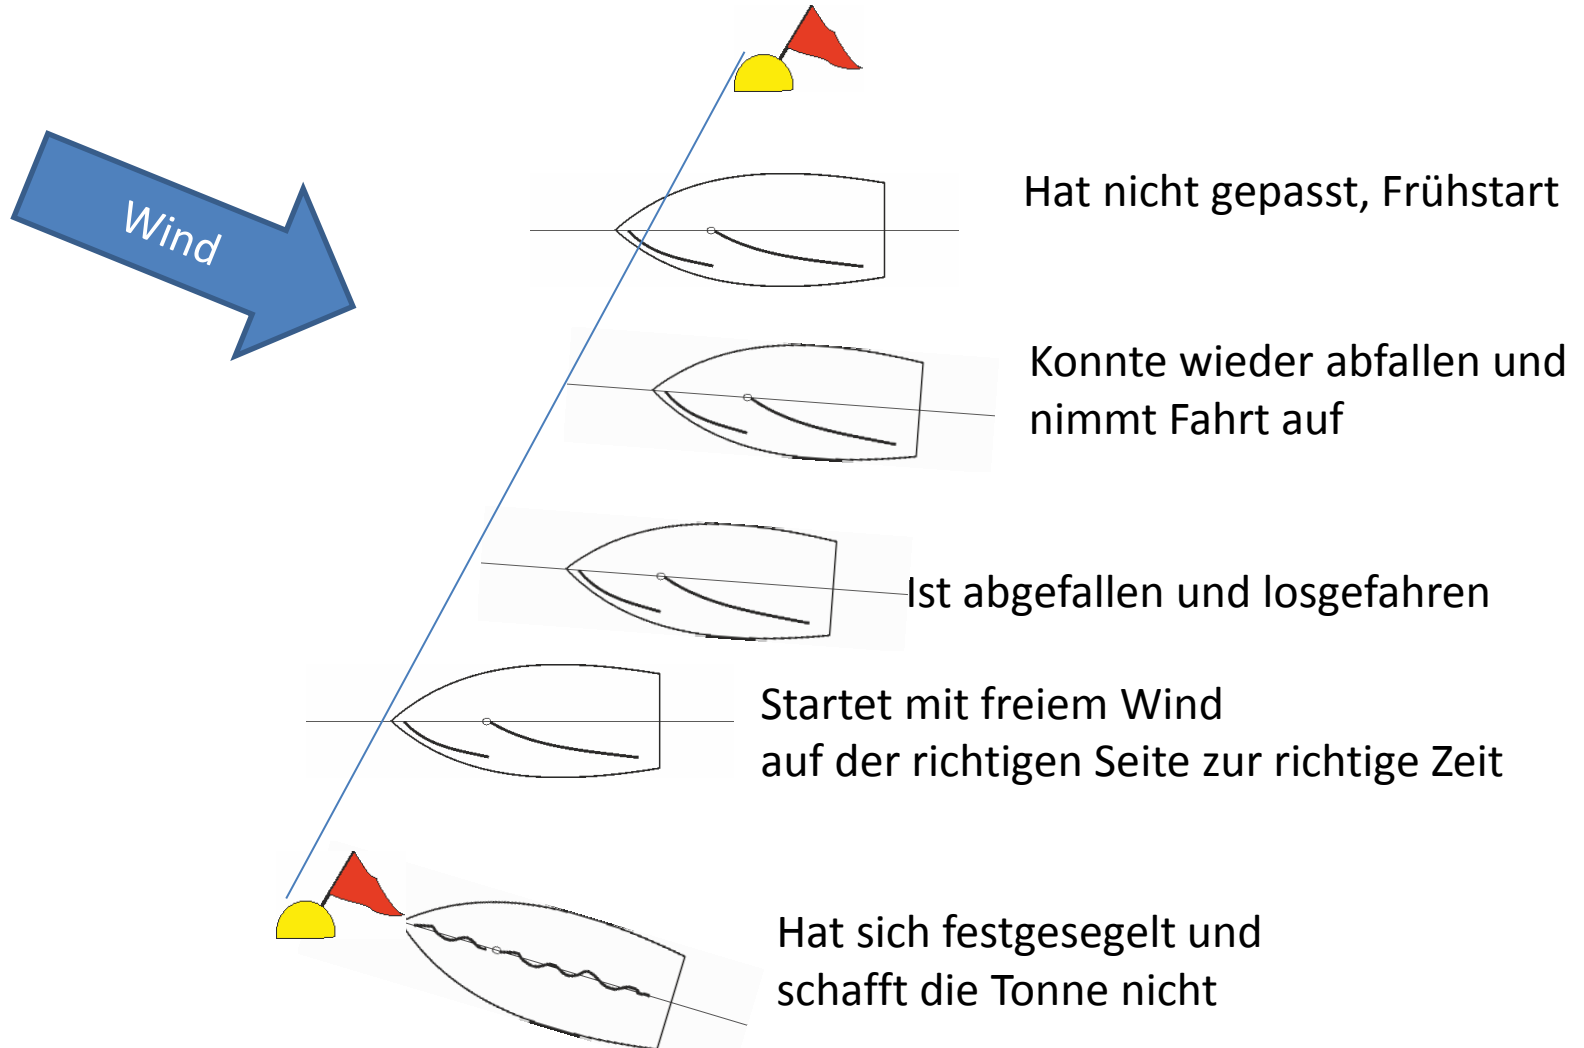 Wind
Hat nicht gepasst, Frühstart
Konnte wieder abfallen und
nimmt Fahrt auf
Ist abgefallen und losgefahren
Startet mit freiem Wind
auf der richtigen Seite zur richtige Zeit
Hat sich festgesegelt und
schafft die Tonne nicht